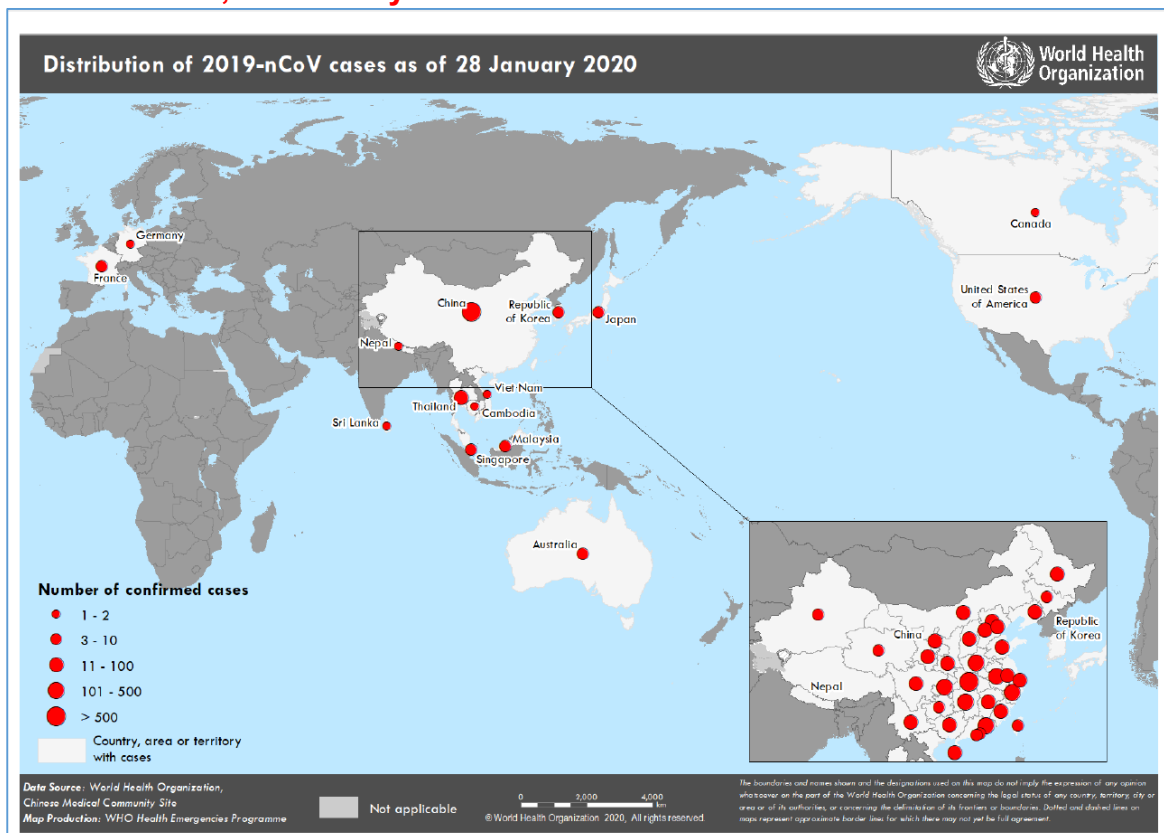 Distribution of 2019-nCoV cases as of 28 January 2020
World Health
Organization
Germany
France
China
Republic
of Korea
Japan
Nepal
Viet Nam
Thailand
Cambodia
Sri Lanka
Malaysia
Singapore
Australia
Canada
United States
of America
Number of confirmed cases
1 - 2
3 - 10
11 - 100
101 - 500
> 500
Country, area or territory
with cases
China
Republic
of Korea
Nepal
Data Source: World Health Organization,
Chinese Medical Community Site
Map Production: WHO Health Emergencies Programme
Not applicable
0 2,000 4,000
km
© World Health Organization 2020, All rights reserved.
The boundaries and names shown and the designations used on this map do not imply the expression of any opinion
whatsoever on the part of the World Health Organization concerning the legal status of any country, territory, city or
area or of its authorities, or concerning the delimitation of its frontiers or boundaries. Dotted and dashed lines on
maps represent approximate border lines for which there may not yet be full agreement.